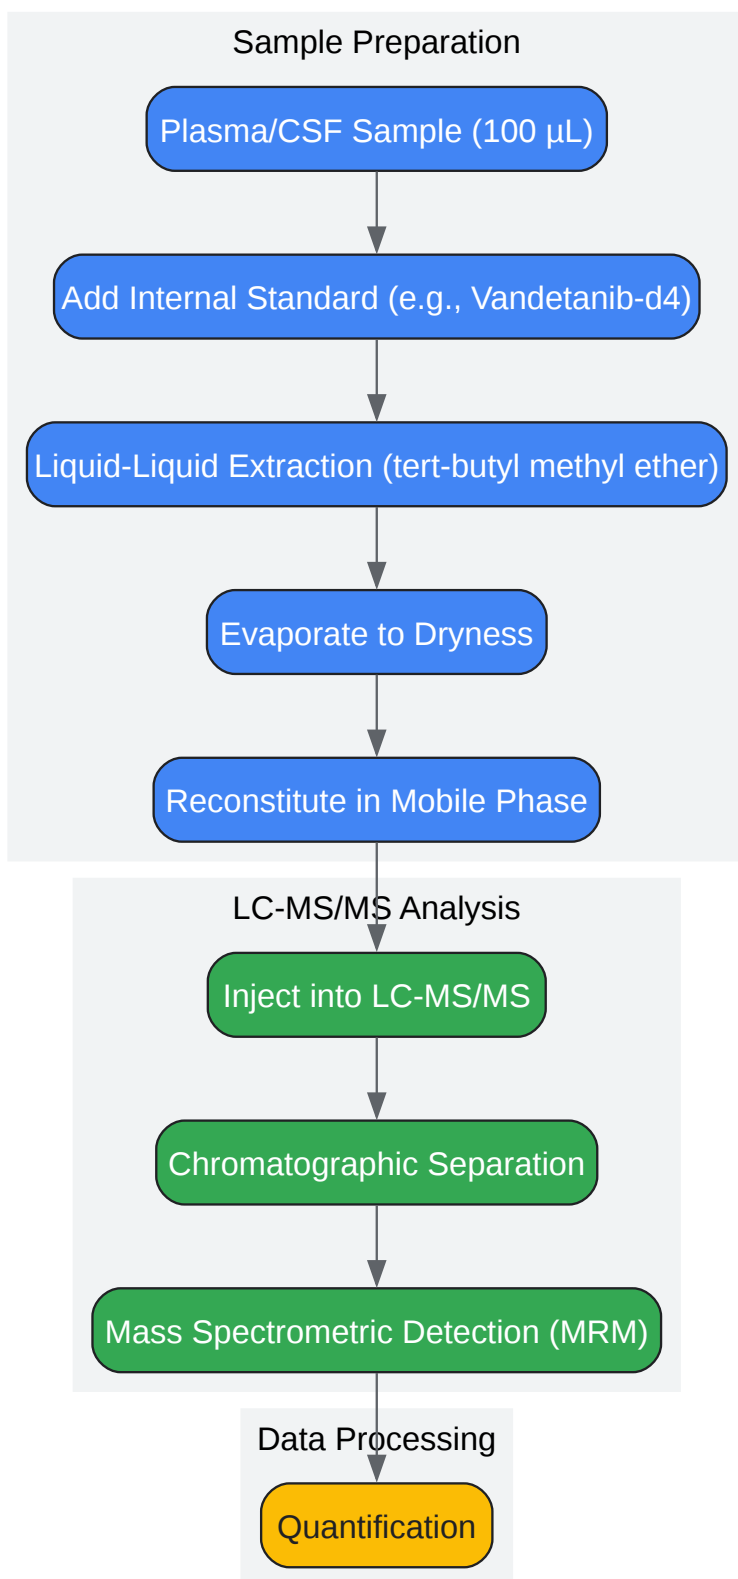 Sample Preparation
Plasma/CSF Sample (100 µL)
Add Internal Standard (e.g., Vandetanib-d4)
Liquid-Liquid Extraction (tert-butyl methyl ether)
Evaporate to Dryness
Reconstitute in Mobile Phase
LC-MS/MS Analysis
Inject into LC-MS/MS
Chromatographic Separation
Mass Spectrometric Detection (MRM)
Data Processing
Quantification